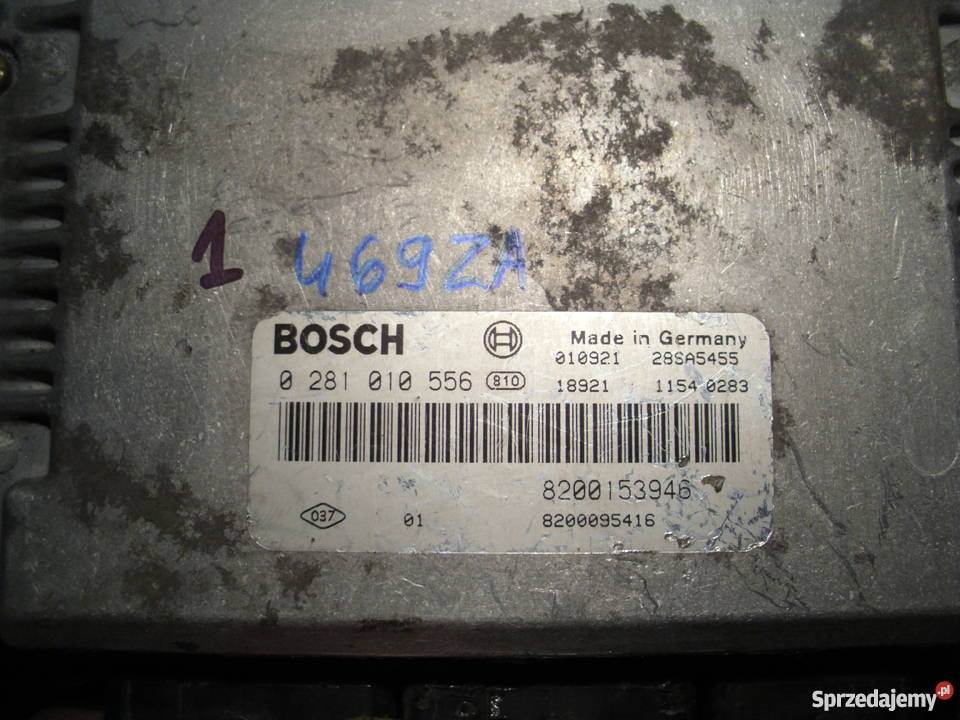 1 469ZA
BOSCH
Made in Germany
010921 28SA5455
0 281 010 556 810
18921 1154 0283
8200153946
037 01 8200095416
Sprzedajemy.pl